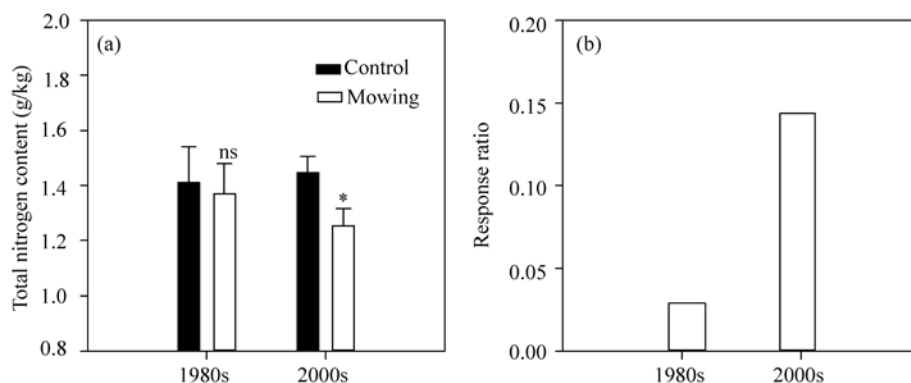 (a)
Total nitrogen content (g/kg)
2.0
1.8
1.6
1.4
1.2
1.0
0.8
Control
Mowing
ns
*
1980s
2000s
(b)
Response ratio
0.20
0.15
0.10
0.05
0.00
1980s
2000s